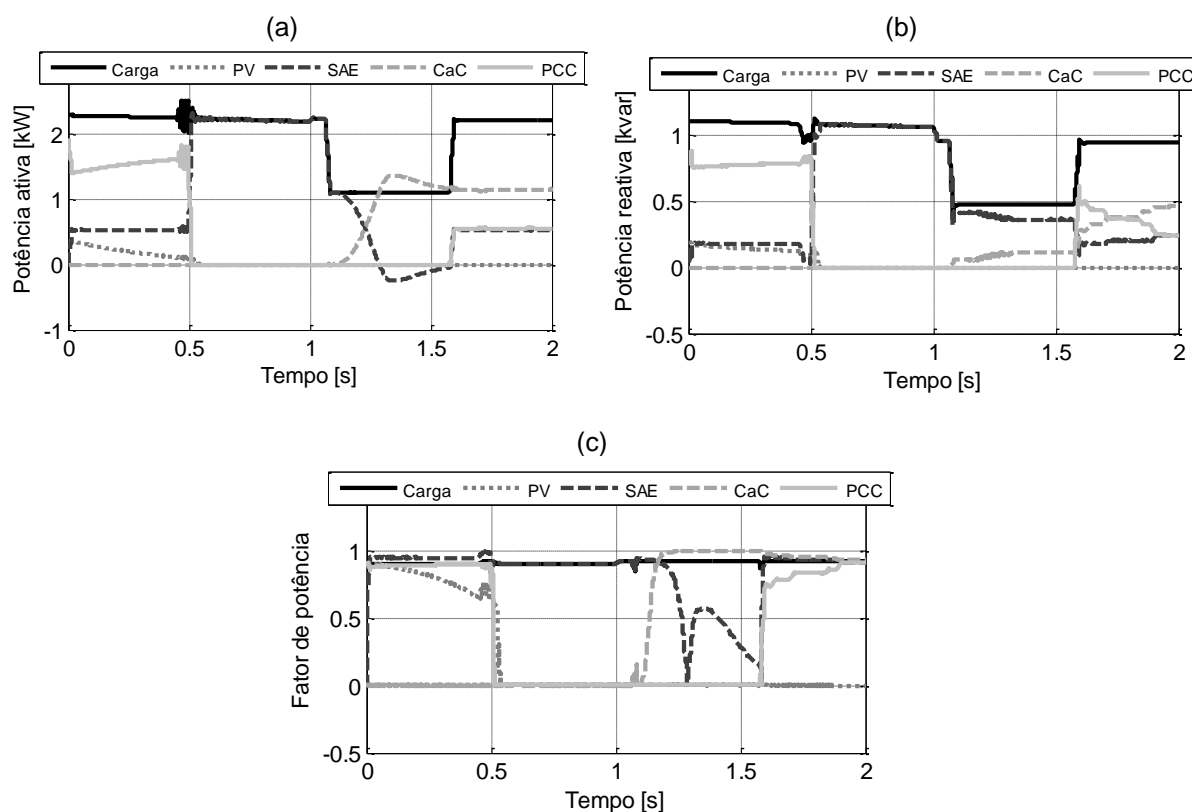 (a)
Carga PV SAE CaC PCC
Potência ativa [kW]
2
1
0
-1
0 0.5 1 1.5 2
Tempo [s]
(b)
Carga PV SAE CaC PCC
Potência reativa [kvar]
1
0.5
0
-0.5
0 0.5 1 1.5 2
Tempo [s]
(c)
Carga PV SAE CaC PCC
Fator de potência
1
0.5
0
-0.5
0 0.5 1 1.5 2
Tempo [s]